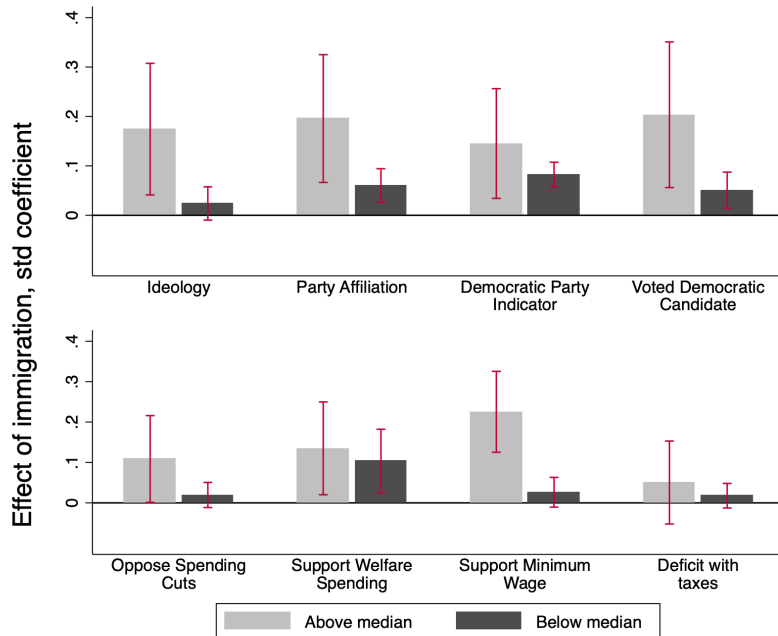 Effect of immigration, std coefficient
.4
.3
.2
.1
0
Ideology
Party Affiliation
Democratic Party
Indicator
Voted Democratic
Candidate
.4
.3
.2
.1
0
Oppose Spending
Cuts
Support Welfare
Spending
Support Minimum
Wage
Deficit with
taxes
Above median
Below median